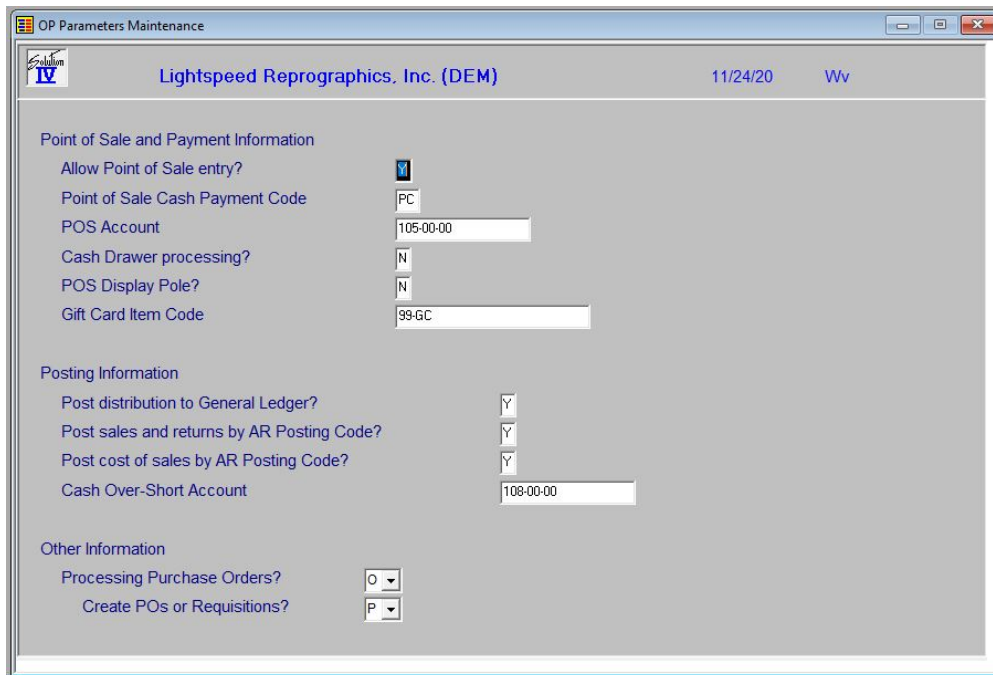 OP Parameters Maintenance
Solution
IV
Lightspeed Reprographics, Inc. (DEM) 11/24/20 Wv
Point of Sale and Payment Information
Allow Point of Sale entry? Y
Point of Sale Cash Payment Code PC
POS Account 105-00-00
Cash Drawer processing? N
POS Display Pole? N
Gift Card Item Code 99-GC
Posting Information
Post distribution to General Ledger? Y
Post sales and returns by AR Posting Code? Y
Post cost of sales by AR Posting Code? Y
Cash Over-Short Account 108-00-00
Other Information
Processing Purchase Orders? O
Create POs or Requisitions? P